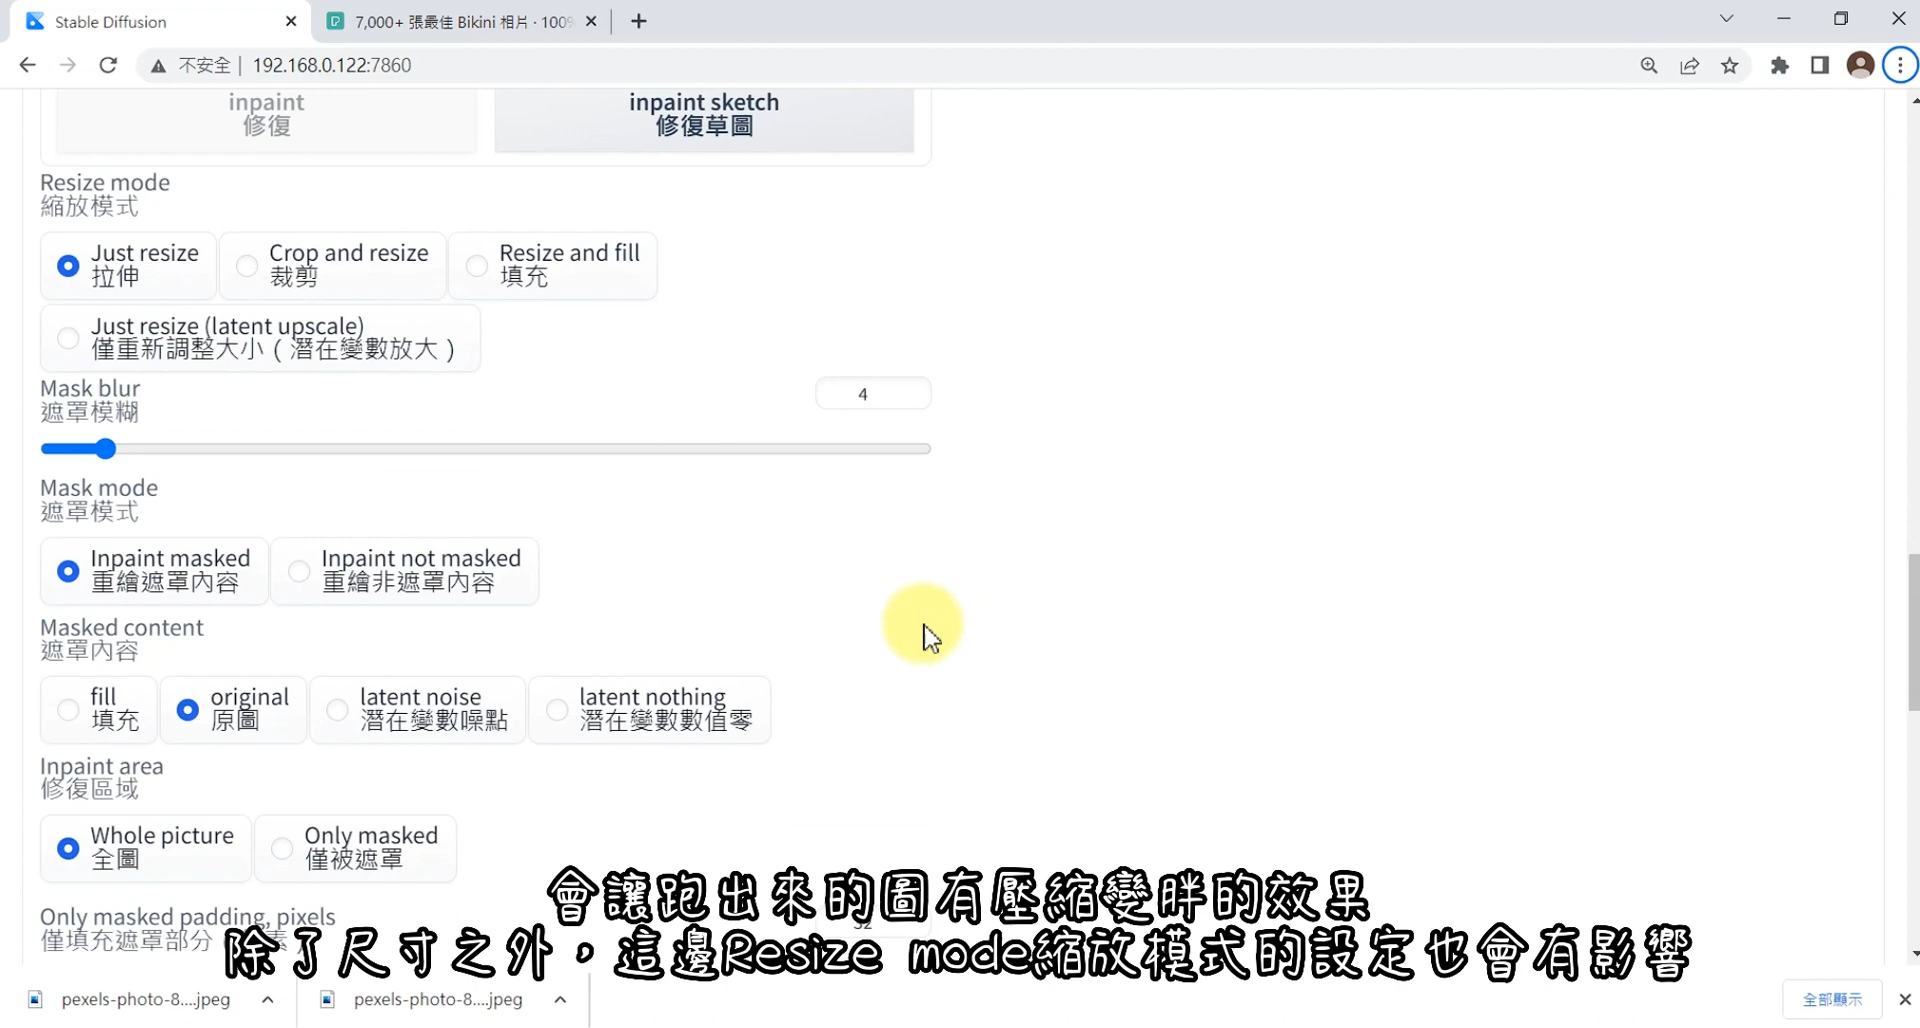 Stable Diffusion
7,000+ 張最佳 Bikini 相片 · 100%
不安全 | 192.168.0.122:7860
inpaint
修復
inpaint sketch
修復草圖
Resize mode
縮放模式
Just resize
拉伸
Crop and resize
裁剪
Resize and fill
填充
Just resize (latent upscale)
僅重新調整大小 ( 潛在變數放大 )
Mask blur
遮罩模糊
4
Mask mode
遮罩模式
Inpaint masked
重繪遮罩內容
Inpaint not masked
重繪非遮罩內容
Masked content
遮罩內容
fill
填充
original
原圖
latent noise
潛在變數噪點
latent nothing
潛在變數數值零
Inpaint area
修復區域
Whole picture
全圖
Only masked
僅被遮罩
Only masked padding, pixels
僅填充遮罩部分
32
會讓跑出來的圖有壓縮變胖的效果
除了尺寸之外，這邊Resize mode縮放模式的設定也會有影響
pexels-photo-8....jpeg
pexels-photo-8....jpeg
全部顯示